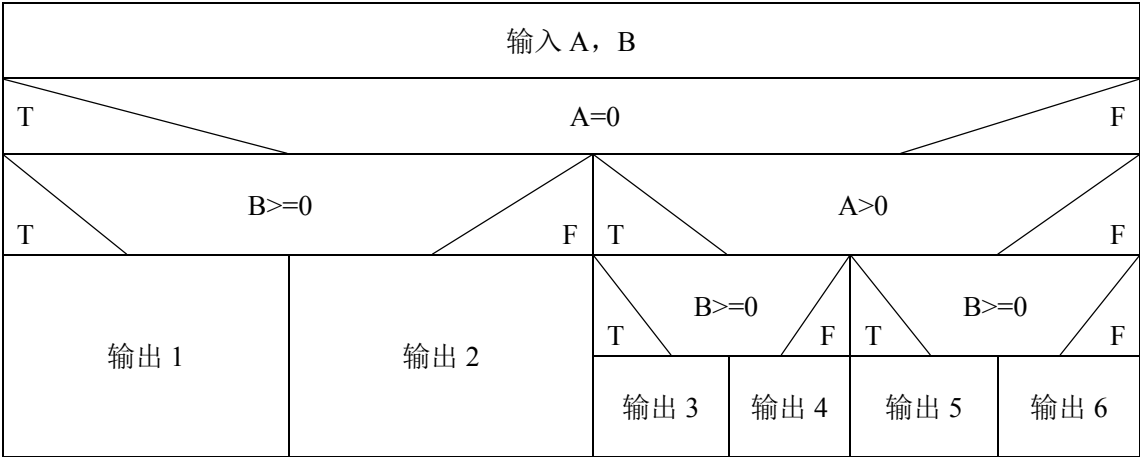 输入 A，B
T A=0 F
B>=0 A>0
T F T F
B>=0 B>=0
T F T F
输出 1 输出 2
输出 3 输出 4 输出 5 输出 6